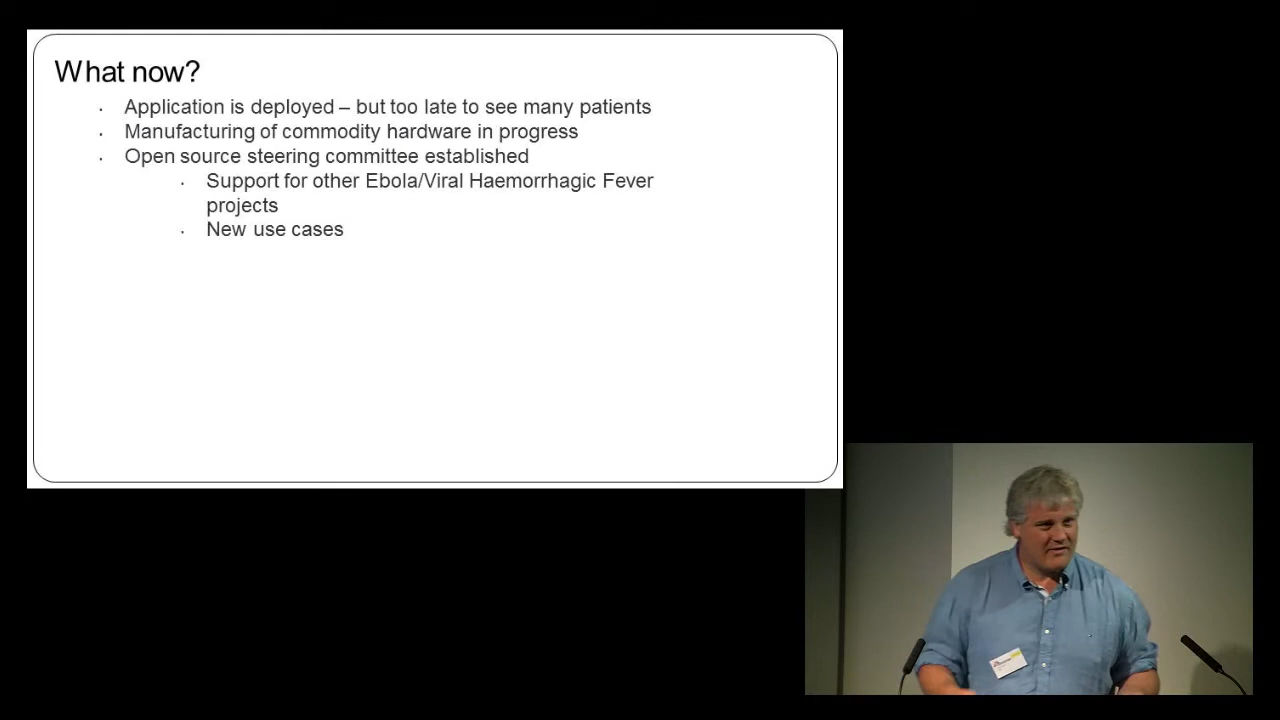 What now?
· Application is deployed – but too late to see many patients
· Manufacturing of commodity hardware in progress
· Open source steering committee established
· Support for other Ebola/Viral Haemorrhagic Fever
projects
· New use cases